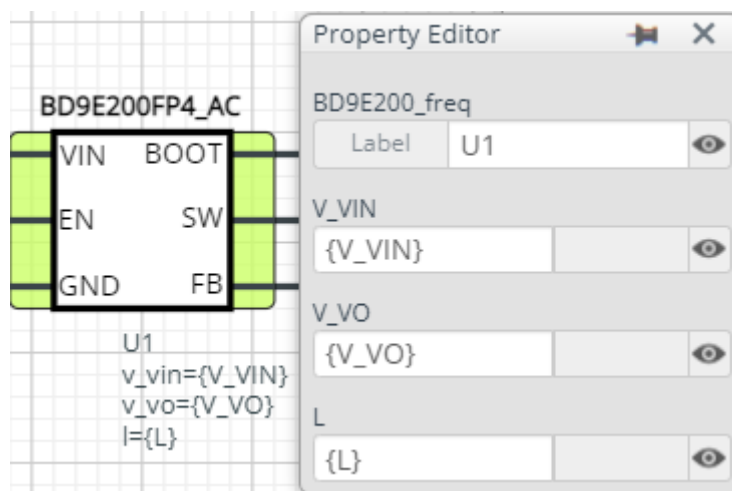 BD9E200FP4_AC
VIN BOOT
EN SW
GND FB
U1
v_vin={V_VIN}
v_vo={V_VO}
l={L}
Property Editor
BD9E200_freq
Label U1
V_VIN
{V_VIN}
V_VO
{V_VO}
L
{L}